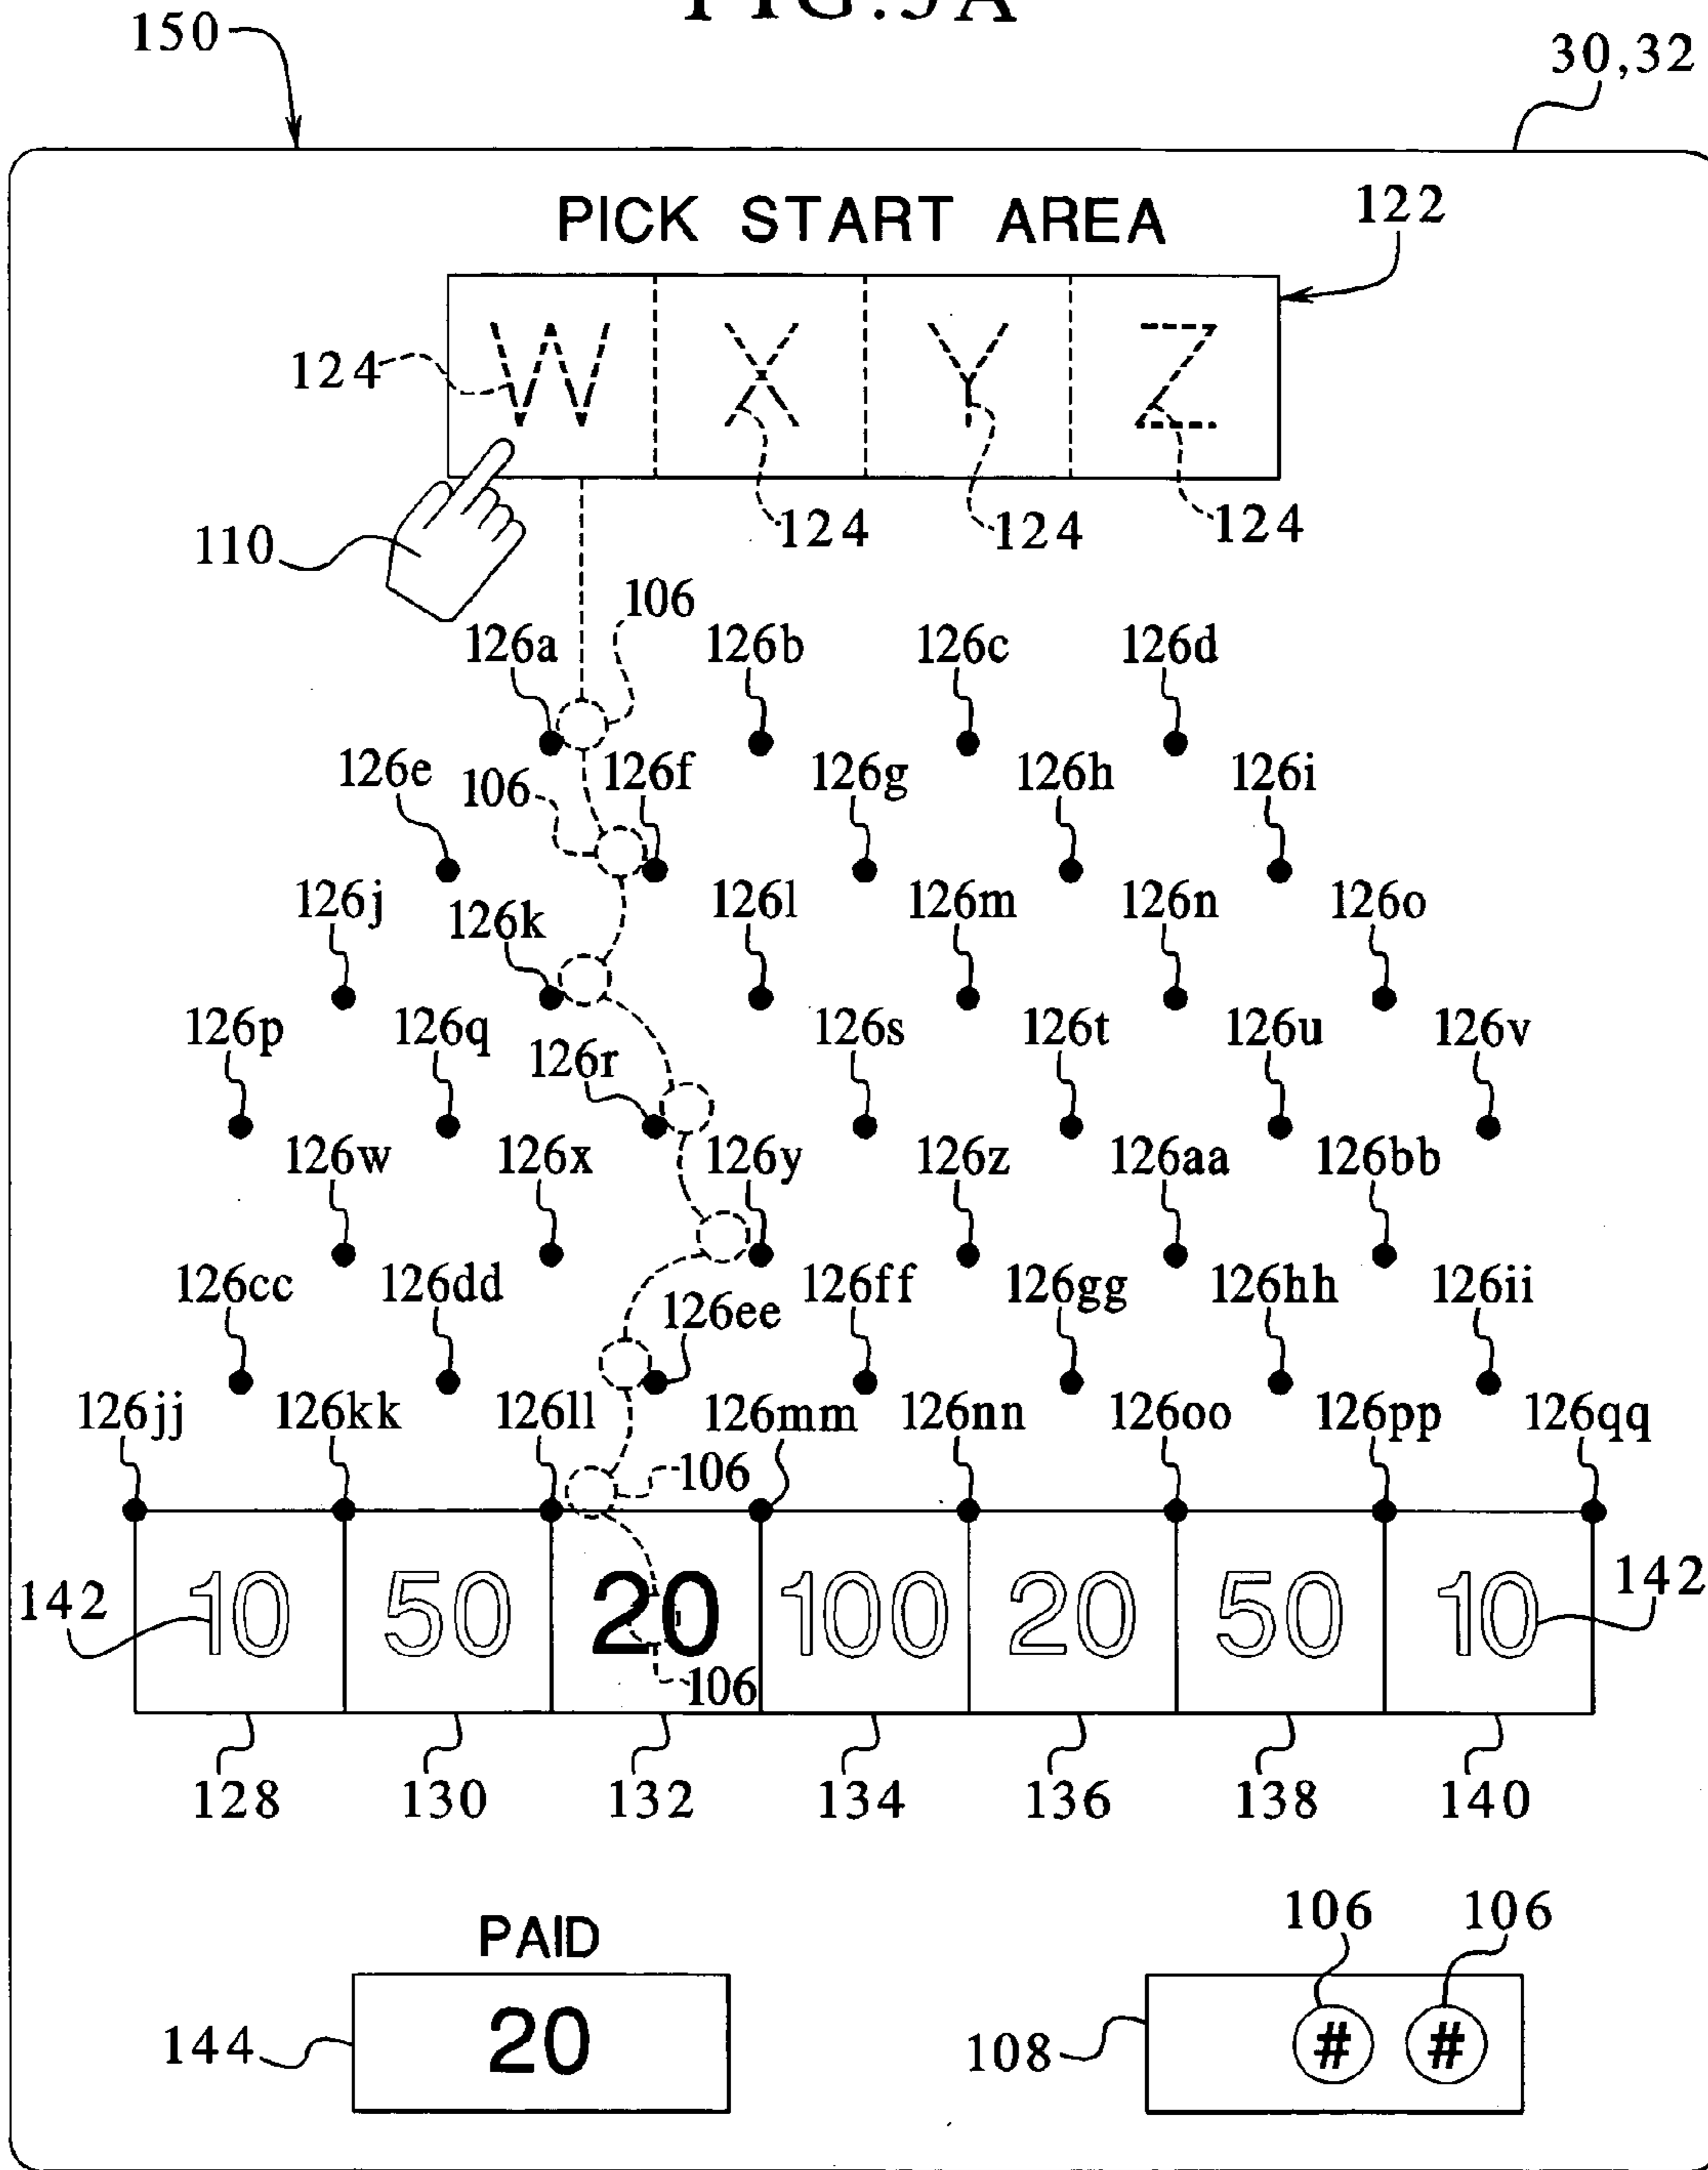 FIG.5A
150
30,32
PICK START AREA
122
W X Y Z
124
124 124 124
110
106
126a 126b 126c 126d
126e 106 126f 126g 126h 126i
126j 126k 126l 126m 126n 126o
126p 126q 126r 126s 126t 126u 126v
126w 126x 126y 126z 126aa 126bb
126cc 126dd 126ee 126ff 126gg 126hh 126ii
126jj 126kk 126ll 126mm 126nn 126oo 126pp 126qq
106
142 10 50 20 100 20 50 10 142
106
128 130 132 134 136 138 140
PAID
106 106
144 20 108 # #